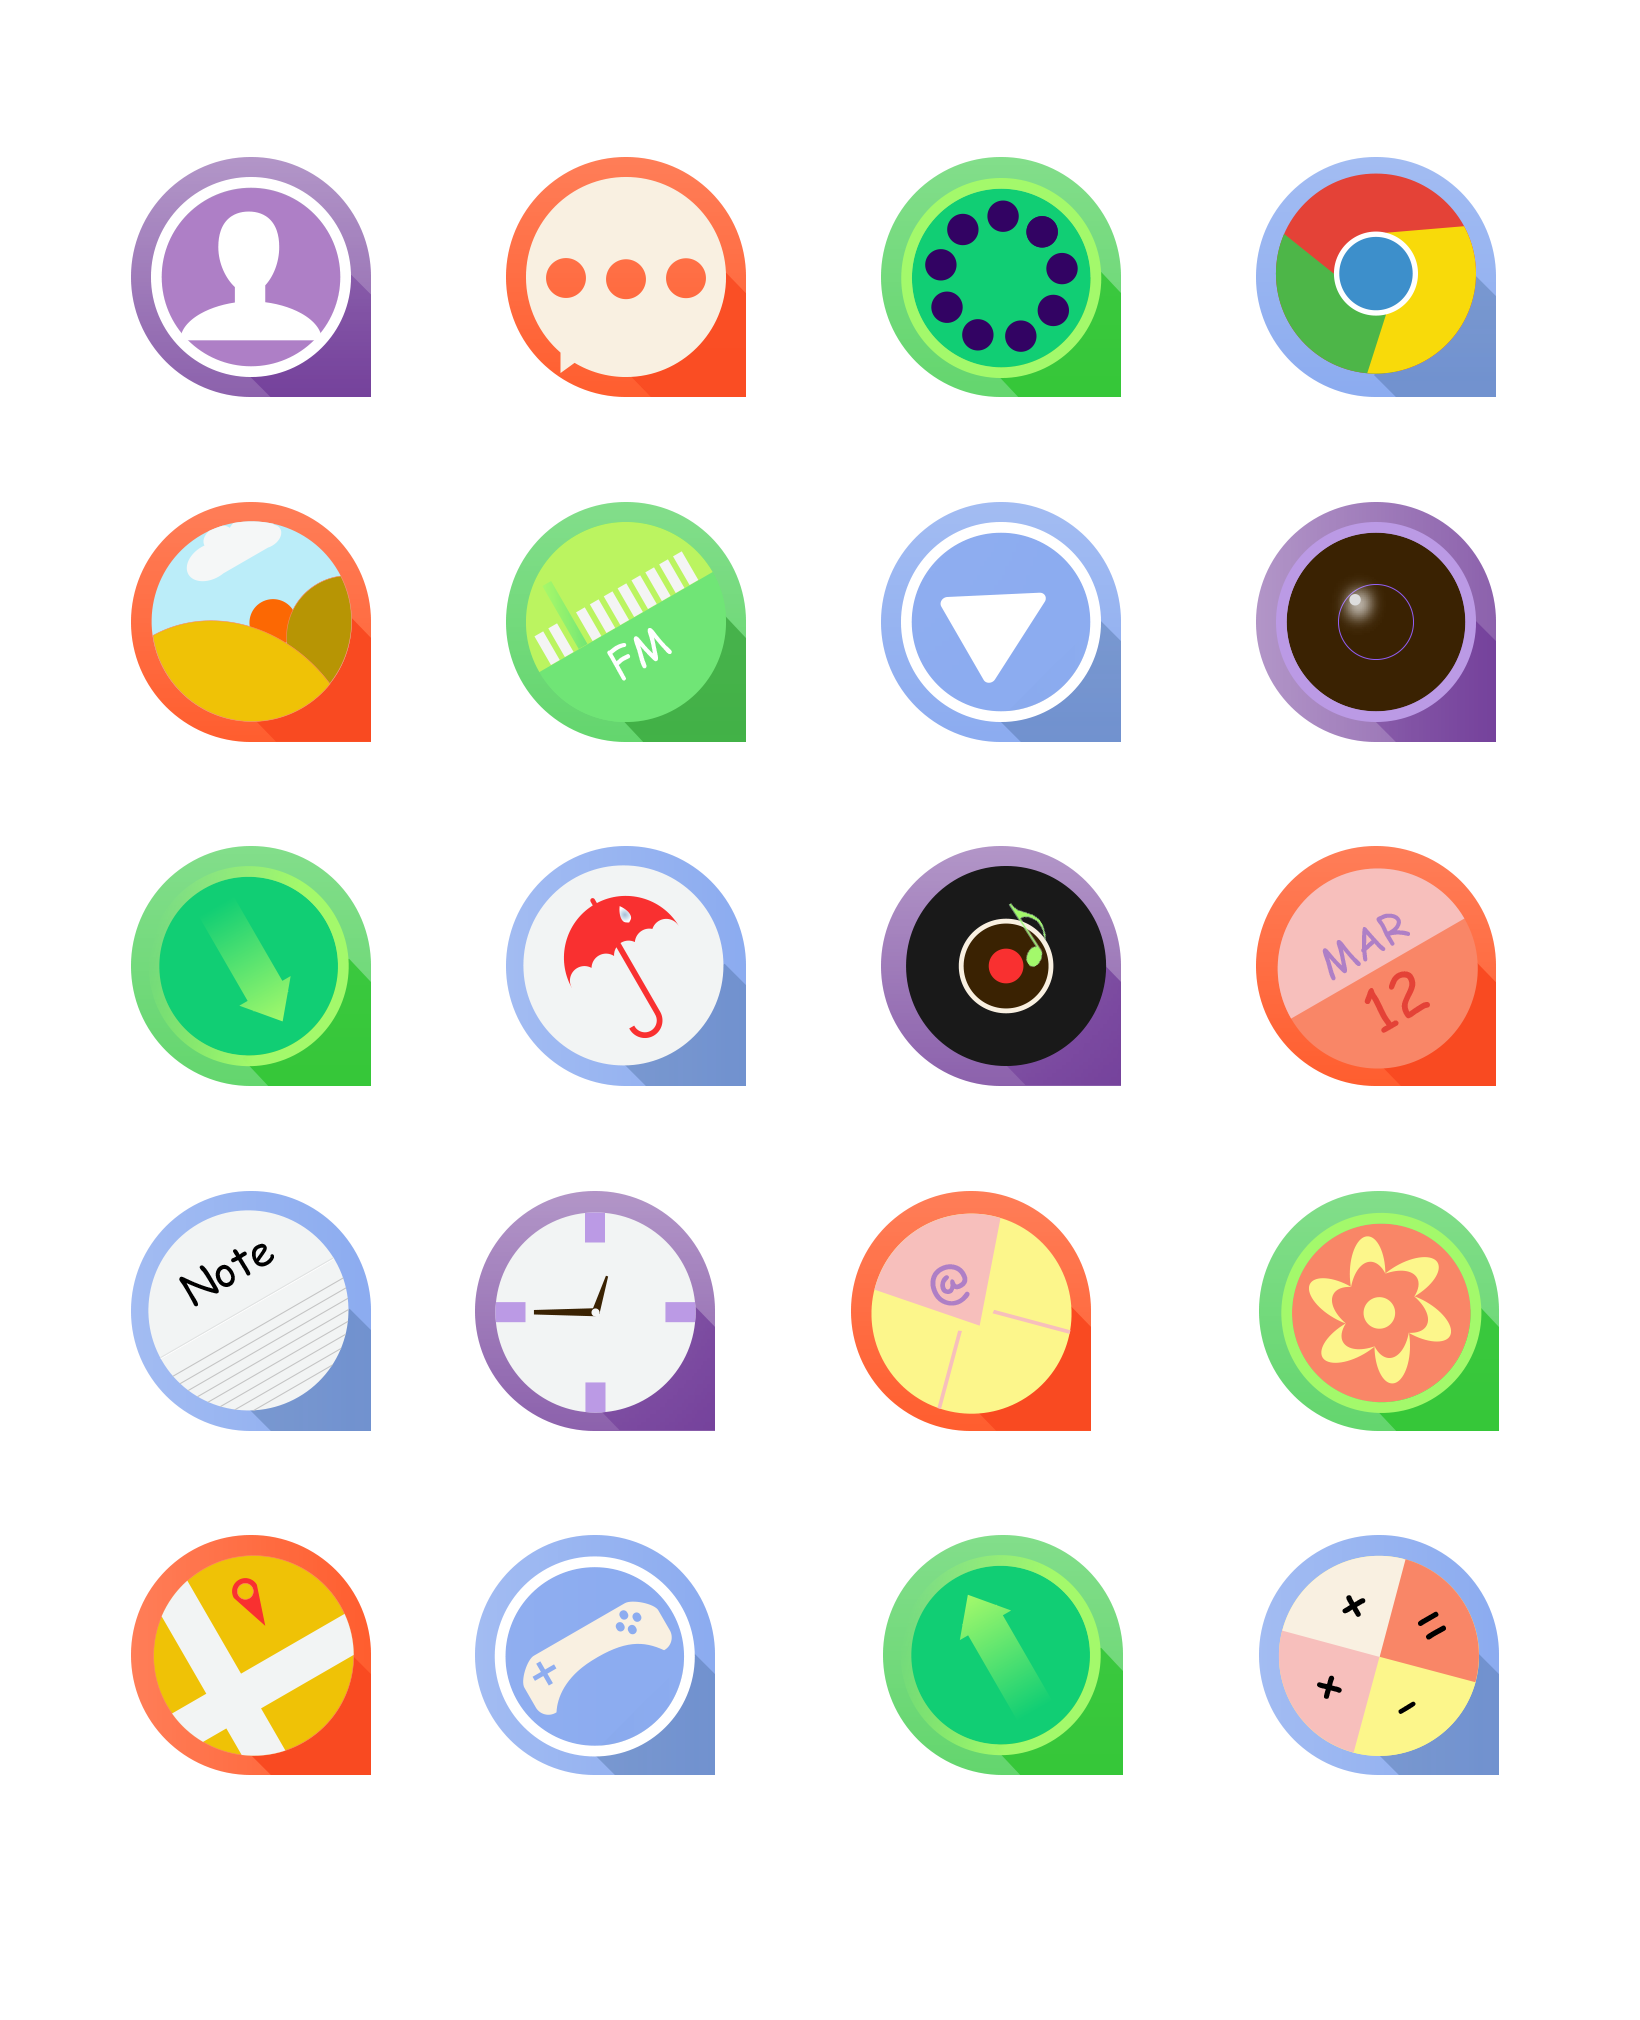 FM
MAR
12
Note
@
×
=
+
-